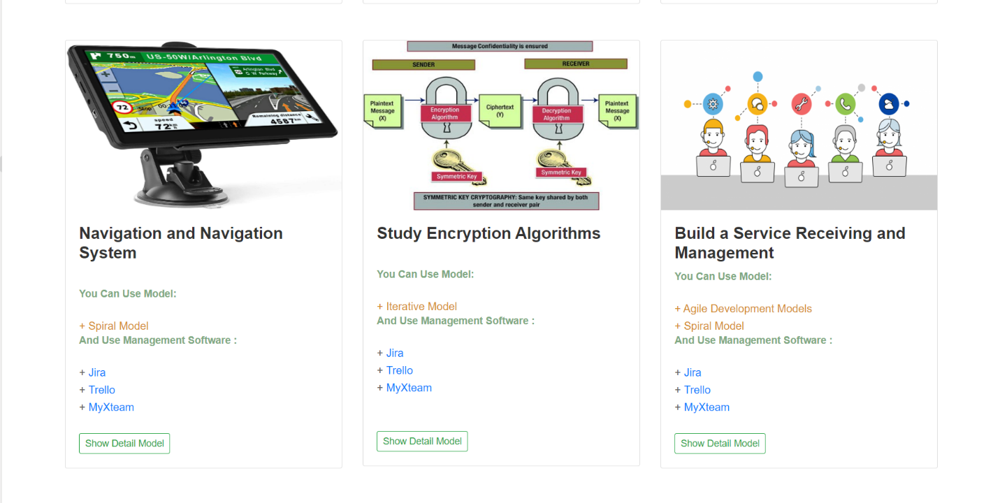 750m US-50W/Arlington Blvd
Arlington Blvd
G W Parkway
72
Stop
speed
72
Remaining distance
4587
Navigation and Navigation
System
You Can Use Model:
+ Spiral Model
And Use Management Software :
+ Jira
+ Trello
+ MyXteam
Show Detail Model
Message Confidentiality is ensured
SENDER
RECEIVER
Plaintext
Message
(X)
Encryption
Algorithm
Ciphertext
(Y)
Decryption
Algorithm
Plaintext
Message
(X)
Symmetric Key
Symmetric Key
SYMMETRIC KEY CRYPTOGRAPHY: Same key shared by both
sender and receiver pair
Study Encryption Algorithms
You Can Use Model:
+ Iterative Model
And Use Management Software :
+ Jira
+ Trello
+ MyXteam
Show Detail Model
Build a Service Receiving and
Management
You Can Use Model:
+ Agile Development Models
+ Spiral Model
And Use Management Software :
+ Jira
+ Trello
+ MyXteam
Show Detail Model